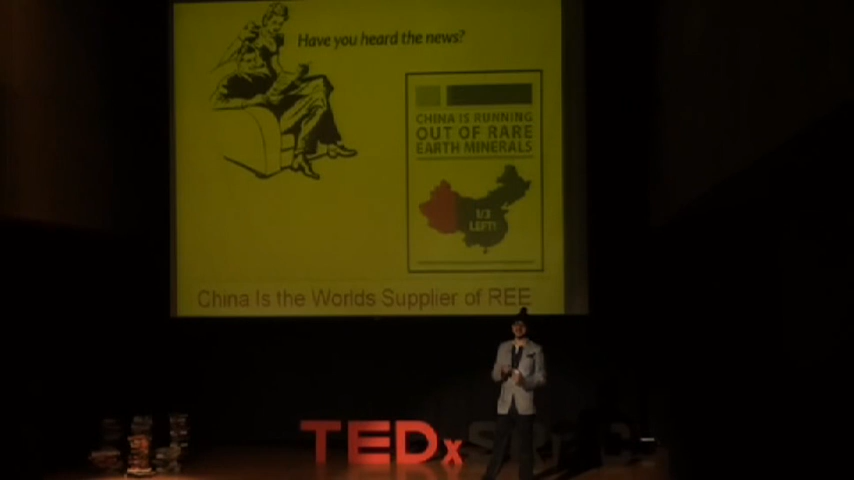 Have you heard the news?
CHINA IS RUNNING
OUT OF RARE
EARTH MINERALS
1/3
LEFT!
China Is the Worlds Supplier of REE
TEDx